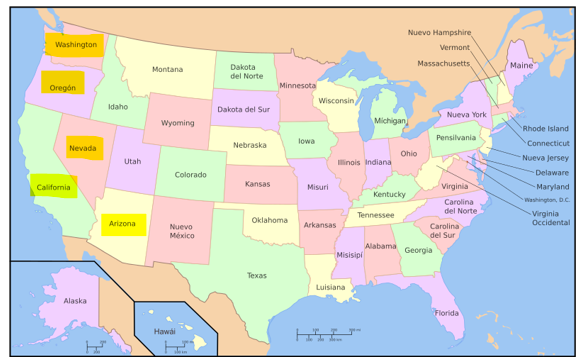 Nuevo Hampshire
Washington
Vermont
Massachusetts
Maine
Montana
Dakota
del Norte
Minnesota
Oregón
Idaho
Wisconsin
Dakota del Sur
Michigan
Nueva York
Wyoming
Rhode Island
Pensilvania
Connecticut
Nevada
Nebraska
Iowa
Nueva Jersey
Utah
Illinois
Indiana
Ohio
Delaware
Colorado
California
Kansas
Misuri
Kentucky
Virginia
Maryland
Washington, D.C.
Carolina
del Norte
Virginia
Occidental
Arizona
Nuevo
México
Oklahoma
Tennessee
Arkansas
Carolina
del Sur
Misisipi
Alabama
Georgia
Texas
Luisiana
Alaska
Florida
Hawái